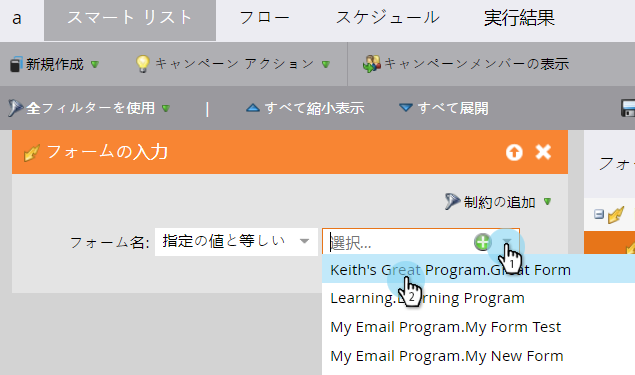 a スマート リスト フロー スケジュール 実行結果
新規作成 キャンペーン アクション キャンペーンメンバーの表示
全フィルターを使用 | すべて縮小表示 すべて展開
フォームの入力
フォ
制約の追加
フォーム名: 指定の値と等しい 選択...
1
Keith's Great Program.Great Form
2
Learning.Learning Program
My Email Program.My Form Test
My Email Program.My New Form